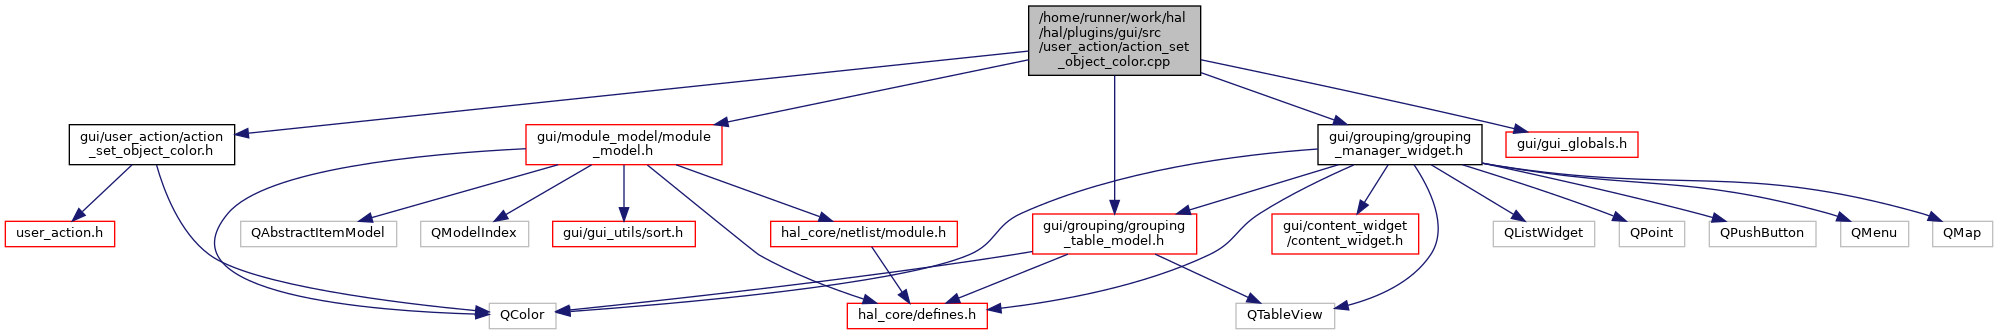 /home/runner/work/hal
/hal/plugins/gui/src
/user_action/action_set
_object_color.cpp
gui/user_action/action
_set_object_color.h
gui/module_model/module
_model.h
gui/grouping/grouping
_manager_widget.h
gui/gui_globals.h
user_action.h
QAbstractItemModel
QModelIndex
gui/gui_utils/sort.h
hal_core/netlist/module.h
gui/grouping/grouping
_table_model.h
gui/content_widget
/content_widget.h
QListWidget
QPoint
QPushButton
QMenu
QMap
QColor
hal_core/defines.h
QTableView